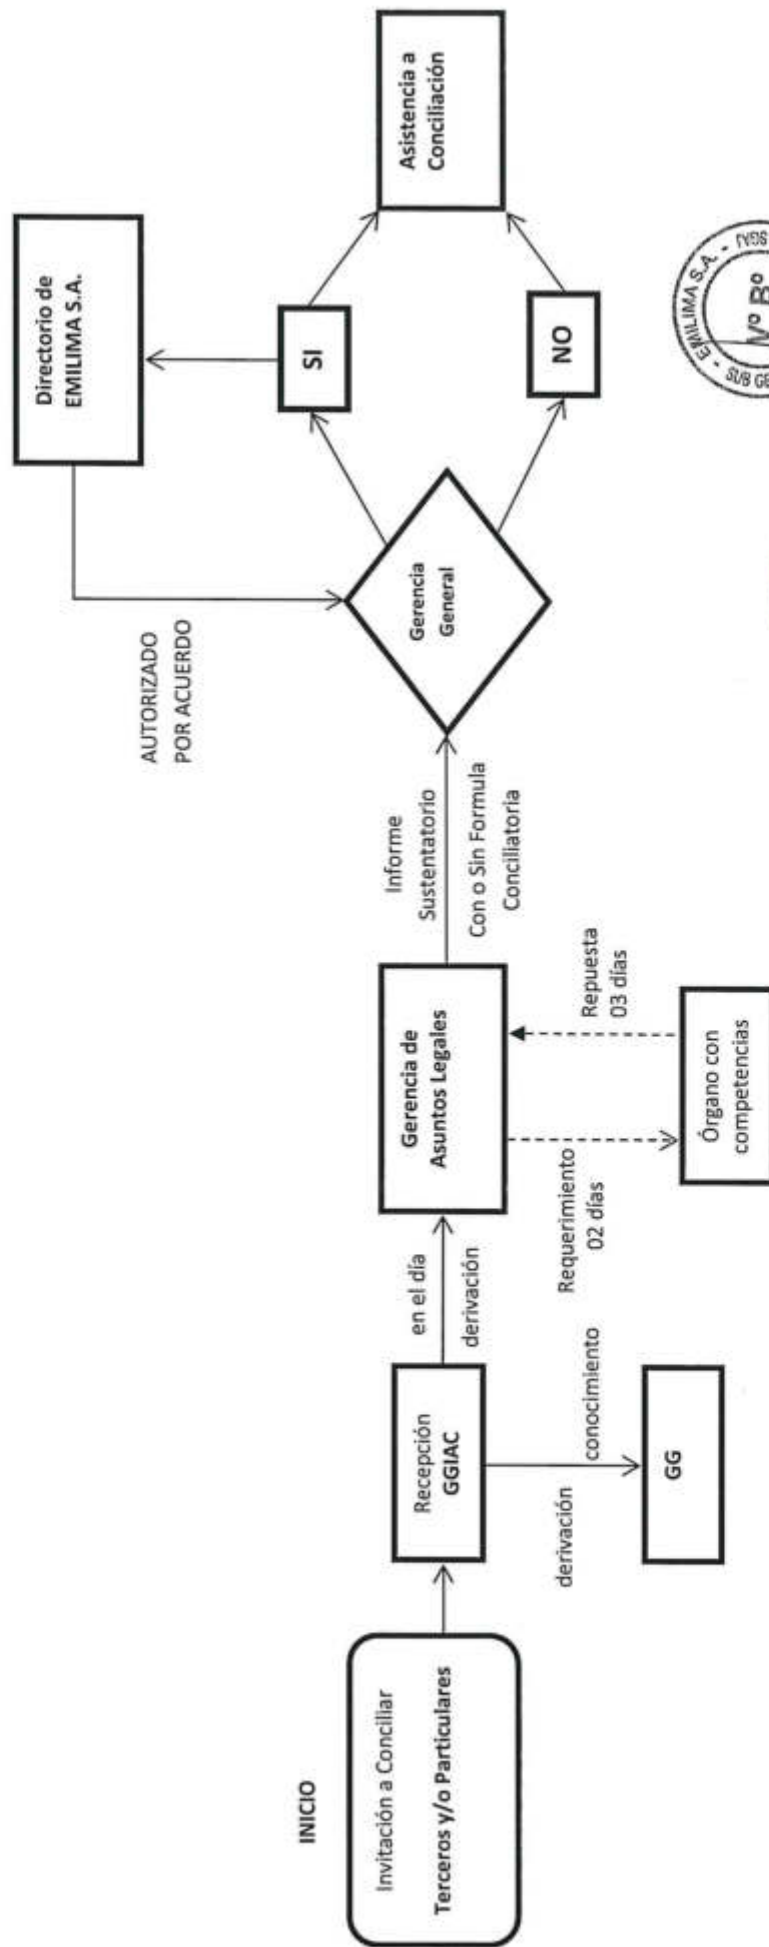 INICIO
Invitación a Conciliar
Terceros y/o Particulares
Recepción
GGIAC
en el día
derivación
derivación
conocimiento
GG
Gerencia de
Asuntos Legales
Requerimiento
02 días
Repuesta
03 días
Órgano con
competencias
Informe
Sustentatorio
Con o Sin Formula
Conciliatoria
Gerencia
General
AUTORIZADO
POR ACUERDO
Directorio de
EMILIMA S.A.
SI
NO
Asistencia a
Conciliación
EMILIMA S.A. -
SUB GE
Vº Bº